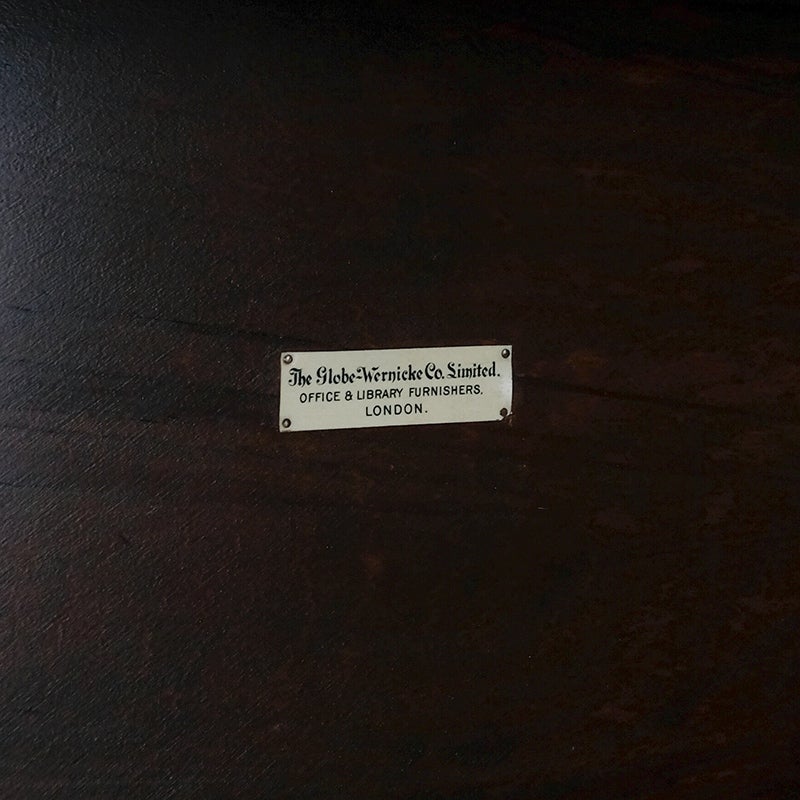 The Globe-Wernicke Co. Limited.
OFFICE & LIBRARY FURNISHERS.
LONDON.